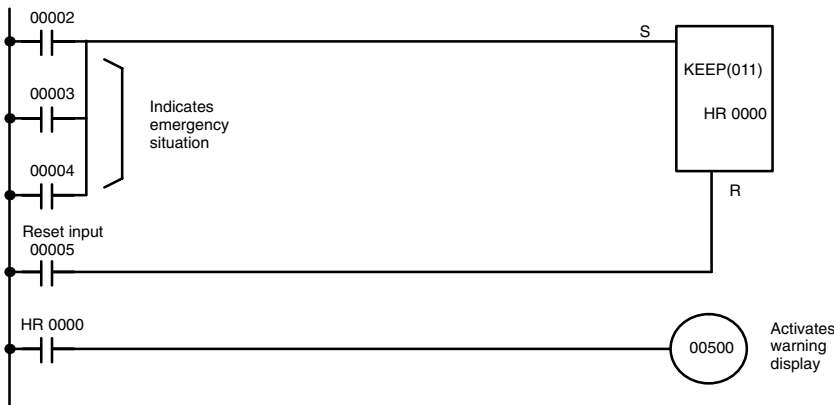 00002
S
KEEP(011)
HR 0000
00003
Indicates
emergency
situation
00004
R
Reset input
00005
HR 0000
00500
Activates
warning
display